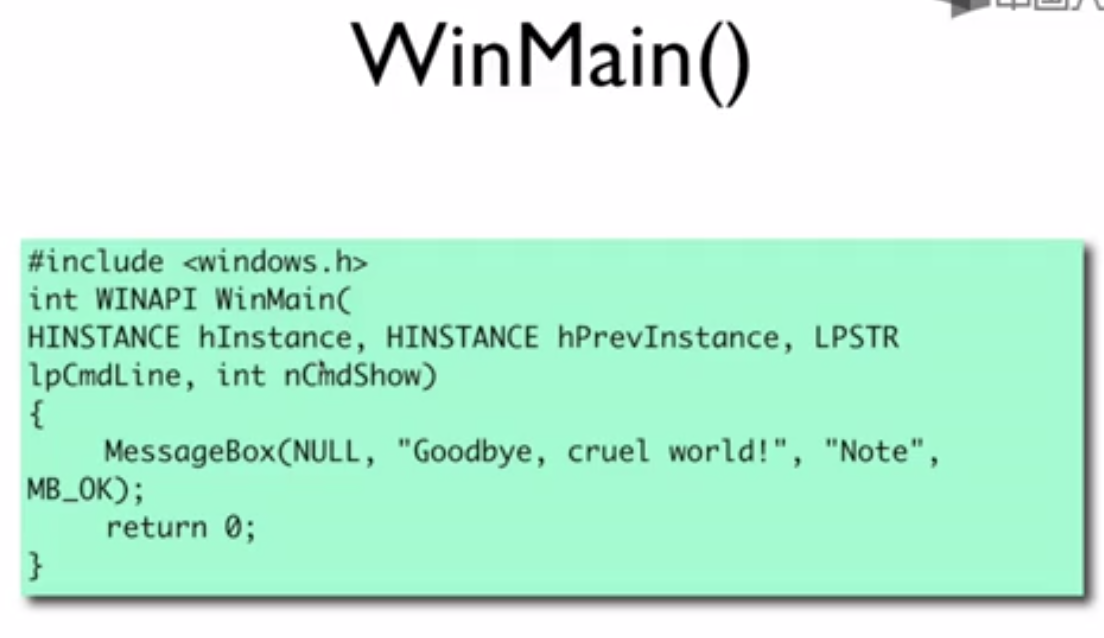 WinMain()
#include <windows.h>
int WINAPI WinMain(
HINSTANCE hInstance, HINSTANCE hPrevInstance, LPSTR
lpCmdLine, int nCmdShow)
{
    MessageBox(NULL, "Goodbye, cruel world!", "Note",
MB_OK);
    return 0;
}